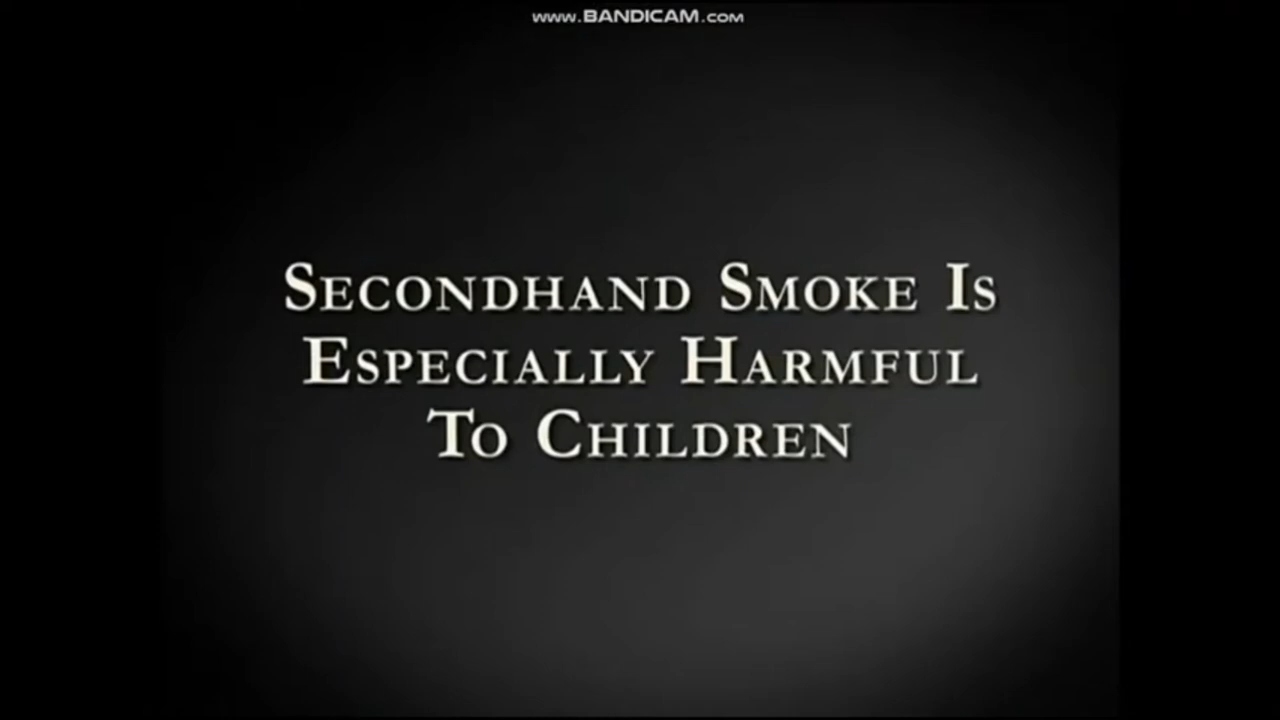 www.BANDICAM.com
Secondhand Smoke Is
Especially Harmful
To Children